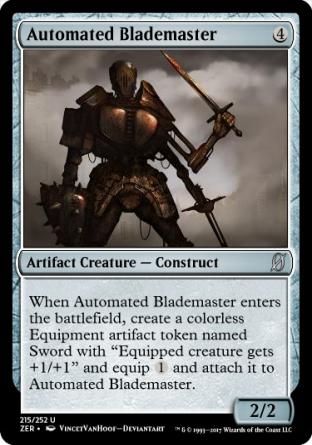 Automated Blademaster 4
Artifact Creature — Construct
When Automated Blademaster enters
the battlefield, create a colorless
Equipment artifact token named
Sword with “Equipped creature gets
+1/+1” and equip 1 and attach it to
Automated Blademaster.
2/2
215/252 U
ZER • VincetVanHoof—Deviantart ™ & © 1993–2017 Wizards of the Coast LLC